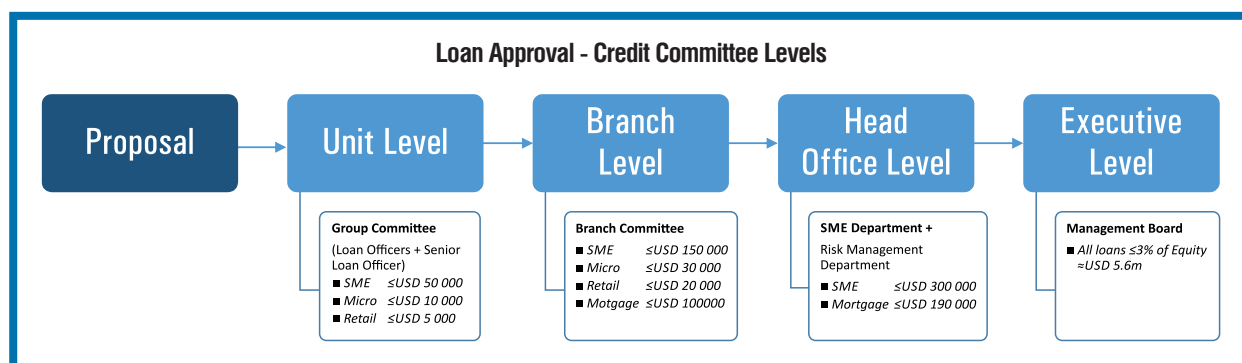 Loan Approval - Credit Committee Levels
Proposal
Unit Level
Branch
Level
Head
Office Level
Executive
Level
Group Committee
(Loan Officers + Senior
Loan Officer)
■ SME ≤USD 50 000
■ Micro ≤USD 10 000
■ Retail ≤USD 5 000
Branch Committee
■ SME ≤USD 150 000
■ Micro ≤USD 30 000
■ Retail ≤USD 20 000
■ Motgage ≤USD 100000
SME Department +
Risk Management
Department
■ SME ≤USD 300 000
■ Mortgage ≤USD 190 000
Management Board
■ All loans ≤3% of Equity
≈USD 5.6m